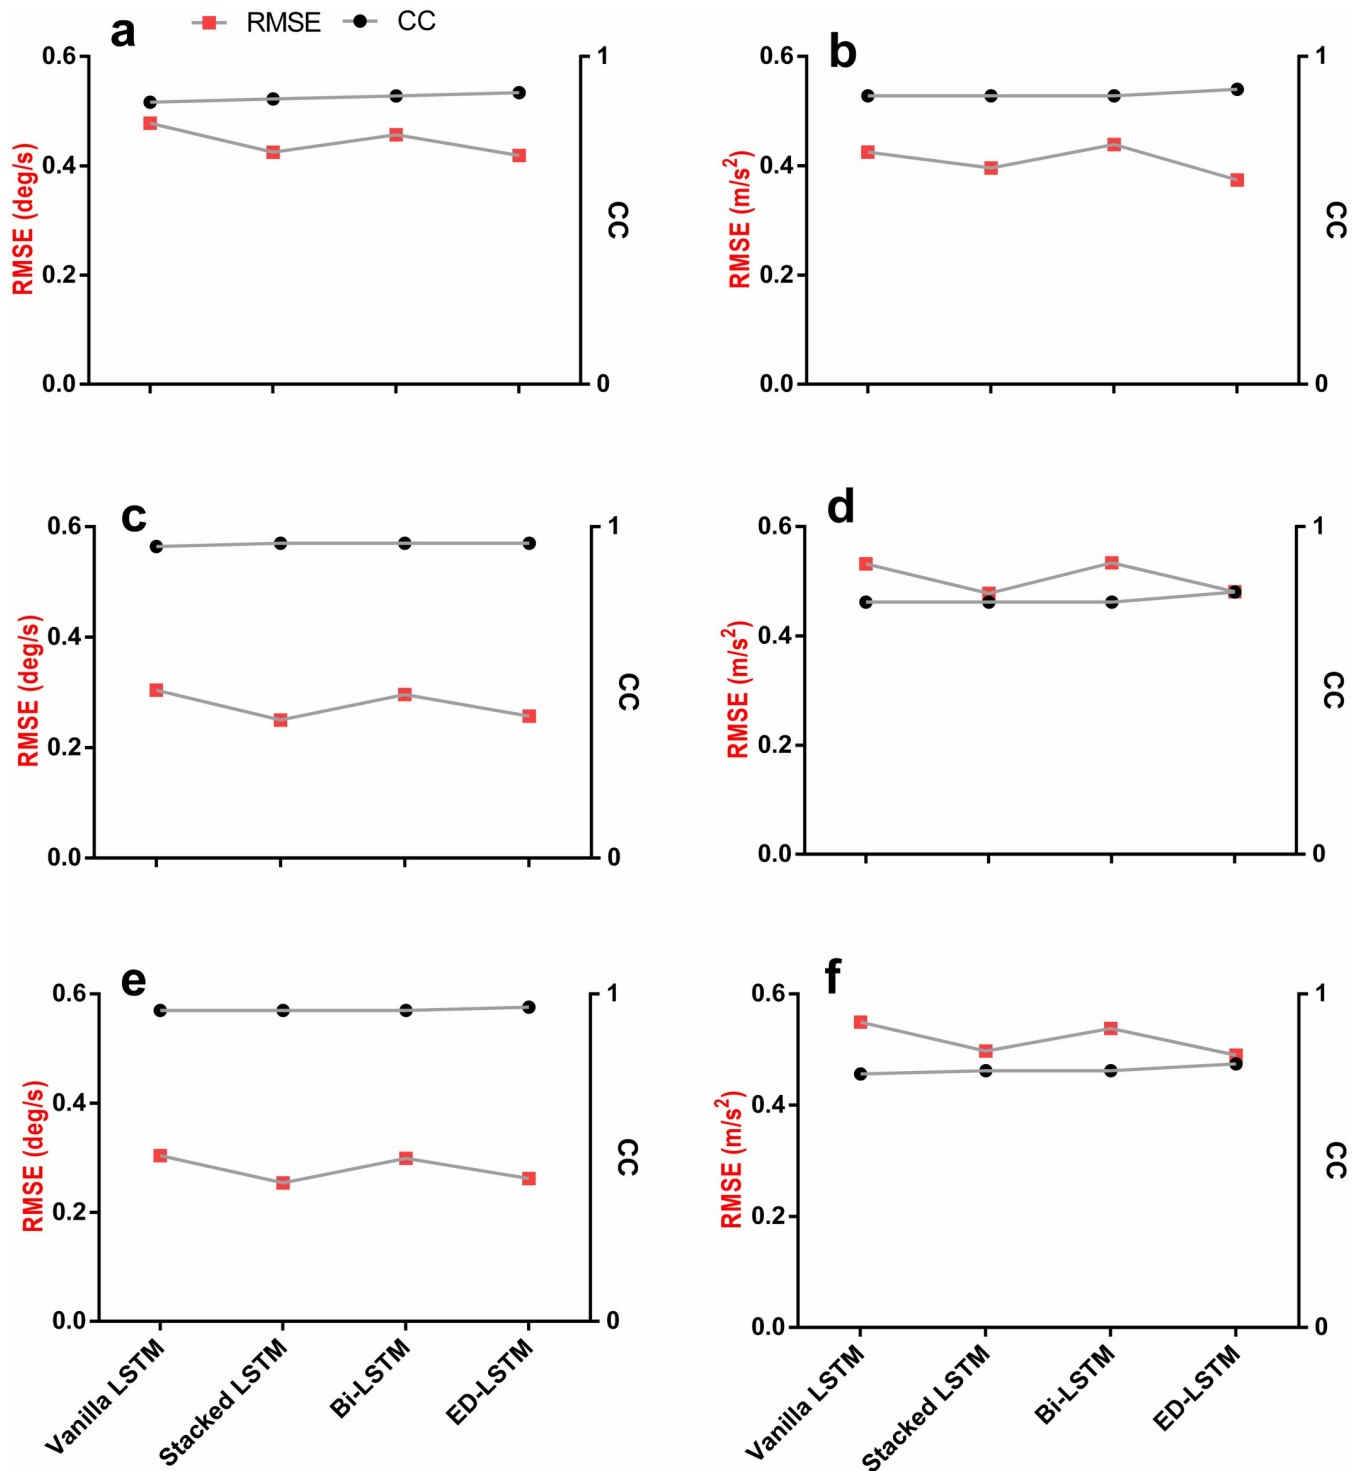 RMSE CC
a
0.6
0.4
0.2
0.0
RMSE (deg/s)
1
0
CC
b
0.6
0.4
0.2
0.0
RMSE (m/s²)
1
0
CC
c
0.6
0.4
0.2
0.0
RMSE (deg/s)
1
0
CC
d
0.6
0.4
0.2
0.0
RMSE (m/s²)
1
0
CC
e
0.6
0.4
0.2
0.0
RMSE (deg/s)
1
0
CC
Vanilla LSTM
Stacked LSTM
Bi-LSTM
ED-LSTM
f
0.6
0.4
0.2
0.0
RMSE (m/s²)
1
0
CC
Vanilla LSTM
Stacked LSTM
Bi-LSTM
ED-LSTM